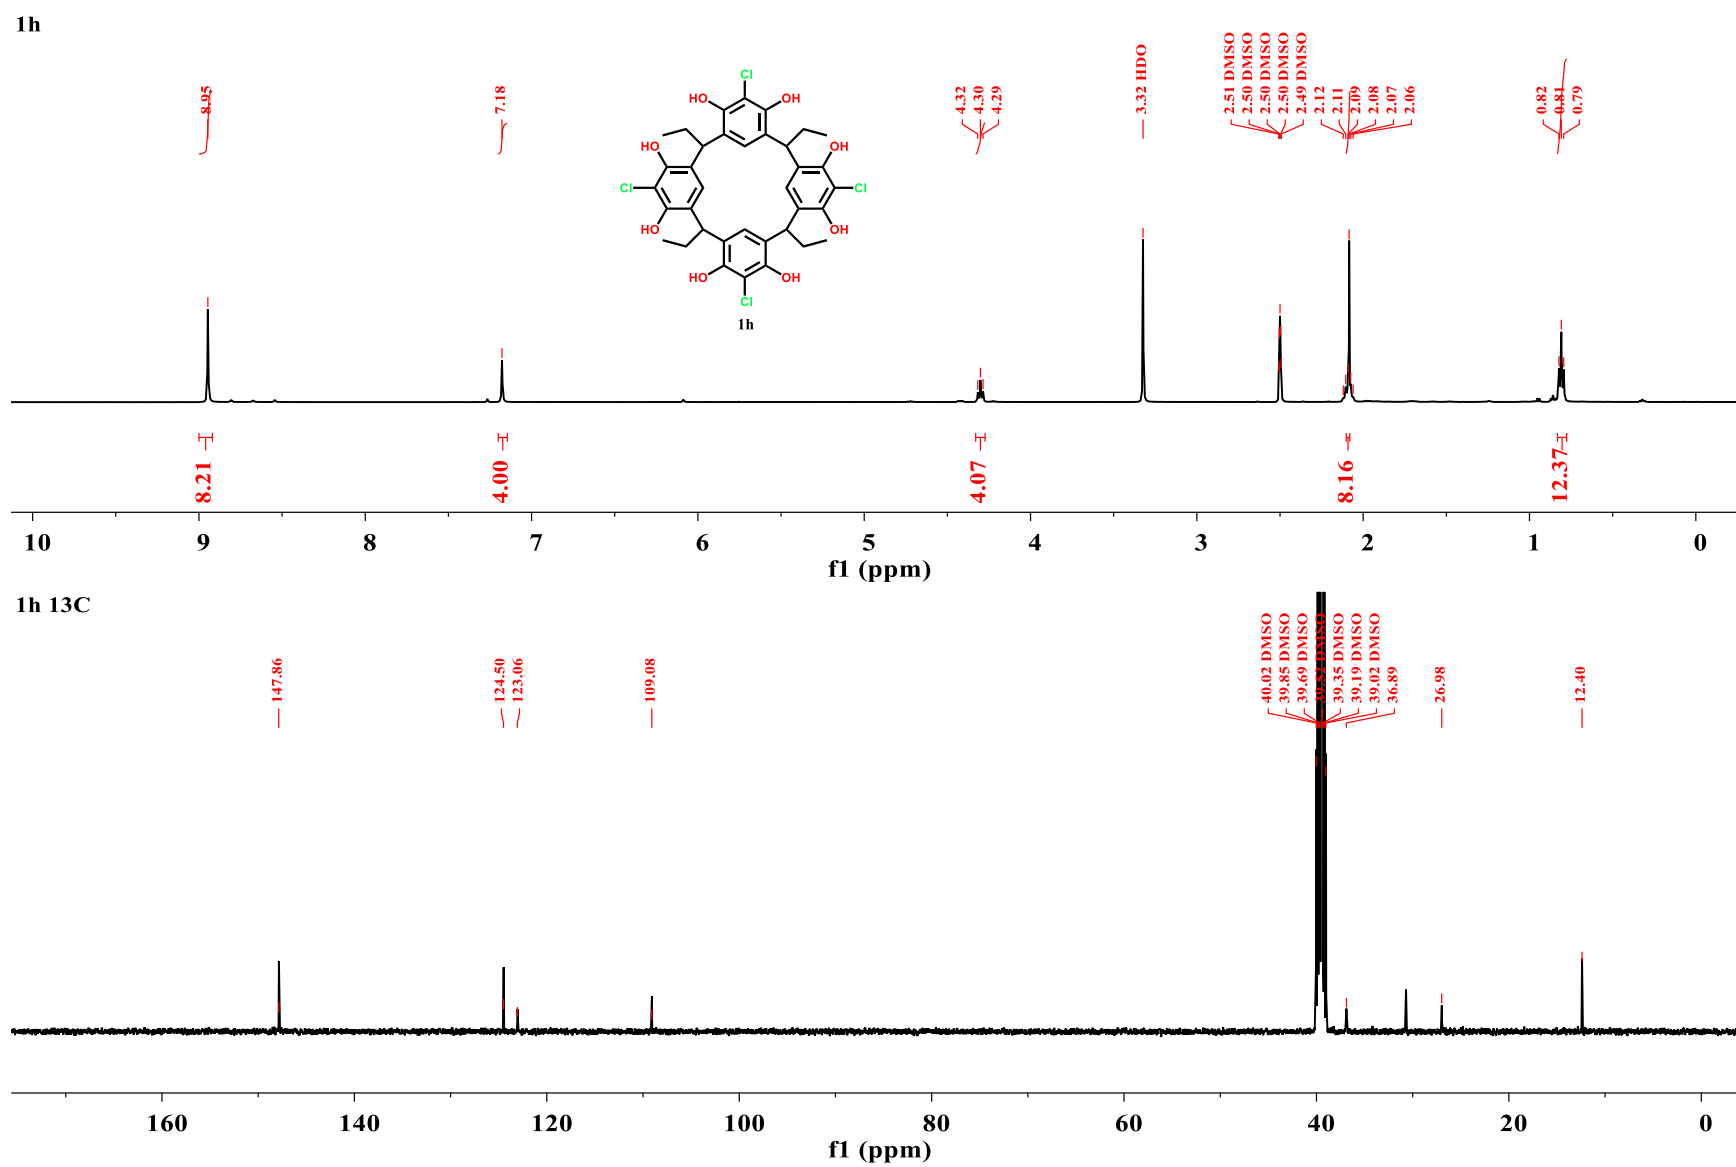 1h
8.95
7.18
4.32
4.30
4.29
3.32 HDO
2.51 DMSO
2.50 DMSO
2.50 DMSO
2.50 DMSO
2.49 DMSO
2.12
2.11
2.09
2.08
2.07
2.06
0.82
0.81
0.79
Cl
HO OH
HO OH
Cl Cl
HO OH
HO OH
Cl
1h
8.21
4.00
4.07
8.16
12.37
10 9 8 7 6 5 4 3 2 1 0
f1 (ppm)
1h 13C
147.86
124.50
123.06
109.08
40.02 DMSO
39.85 DMSO
39.69 DMSO
39.52 DMSO
39.35 DMSO
39.19 DMSO
39.02 DMSO
36.89
26.98
12.40
160 140 120 100 80 60 40 20 0
f1 (ppm)